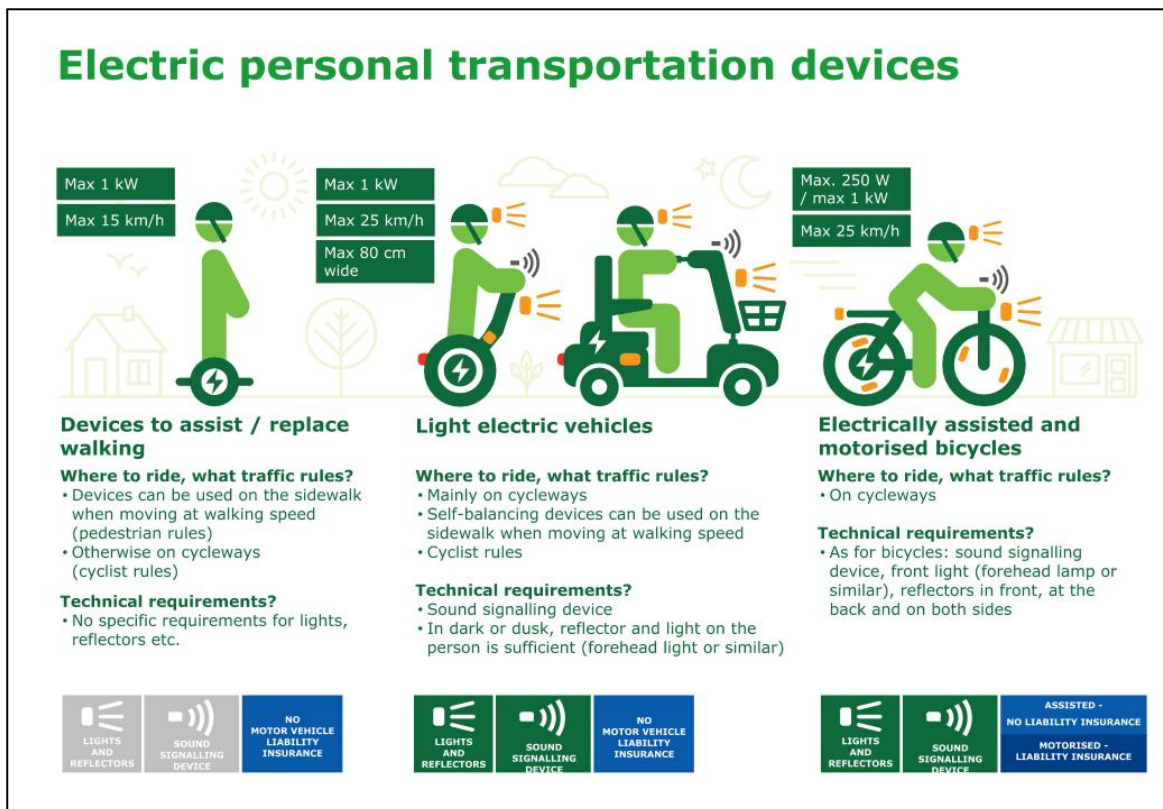 Electric personal transportation devices
Max 1 kW
Max 15 km/h
Max 1 kW
Max 25 km/h
Max 80 cm
wide
Max. 250 W
/ max 1 kW
Max 25 km/h
Devices to assist / replace
walking
Where to ride, what traffic rules?
• Devices can be used on the sidewalk
when moving at walking speed
(pedestrian rules)
• Otherwise on cycleways
(cyclist rules)
Technical requirements?
• No specific requirements for lights,
reflectors etc.
LIGHTS
AND
REFLECTORS
SOUND
SIGNALLING
DEVICE
NO
MOTOR VEHICLE
LIABILITY
INSURANCE
Light electric vehicles
Where to ride, what traffic rules?
• Mainly on cycleways
• Self-balancing devices can be used on the
sidewalk when moving at walking speed
• Cyclist rules
Technical requirements?
• Sound signalling device
• In dark or dusk, reflector and light on the
person is sufficient (forehead light or similar)
LIGHTS
AND
REFLECTORS
SOUND
SIGNALLING
DEVICE
NO
MOTOR VEHICLE
LIABILITY
INSURANCE
Electrically assisted and
motorised bicycles
Where to ride, what traffic rules?
• On cycleways
Technical requirements?
• As for bicycles: sound signalling
device, front light (forehead lamp or
similar), reflectors in front, at the
back and on both sides
LIGHTS
AND
REFLECTORS
SOUND
SIGNALLING
DEVICE
ASSISTED -
NO LIABILITY INSURANCE
MOTORISED -
LIABILITY INSURANCE